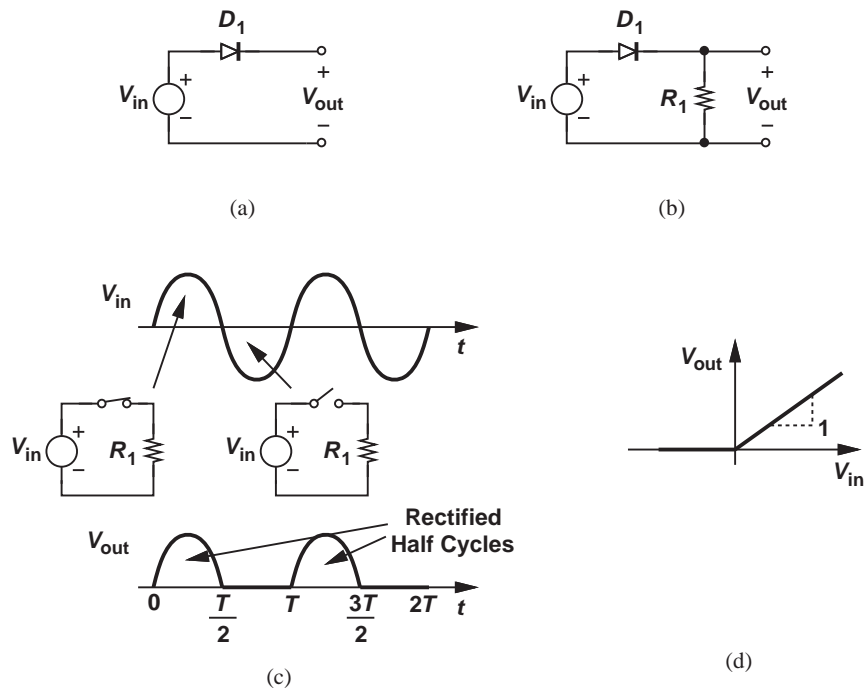 D1
Vin
+
−
+
Vout
−
(a)
D1
Vin
+
−
R1
+
Vout
−
(b)
Vin
t
Vin
+
−
R1
Vin
+
−
R1
Vout
Rectified
Half Cycles
0
T
2
T
3T
2
2T
t
(c)
Vout
1
Vin
(d)